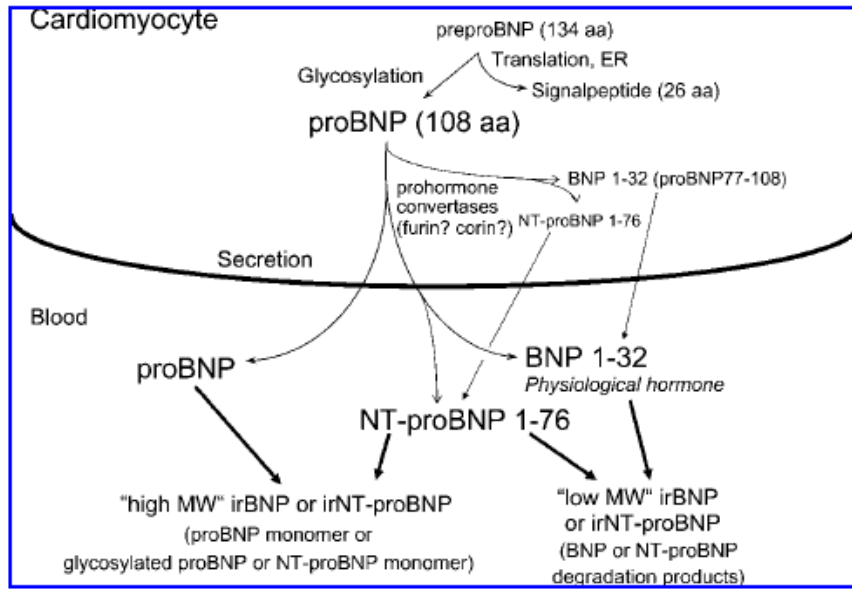 Cardiomyocyte
preproBNP (134 aa)
Translation, ER
Glycosylation
Signalpeptide (26 aa)
proBNP (108 aa)
BNP 1-32 (proBNP77-108)
prohormone
convertases
(furin? corin?)
NT-proBNP 1-76
Secretion
Blood
proBNP
BNP 1-32
Physiological hormone
NT-proBNP 1-76
"high MW“ irBNP or irNT-proBNP
(proBNP monomer or
glycosylated proBNP or NT-proBNP monomer)
"low MW“ irBNP
or irNT-proBNP
(BNP or NT-proBNP
degradation products)